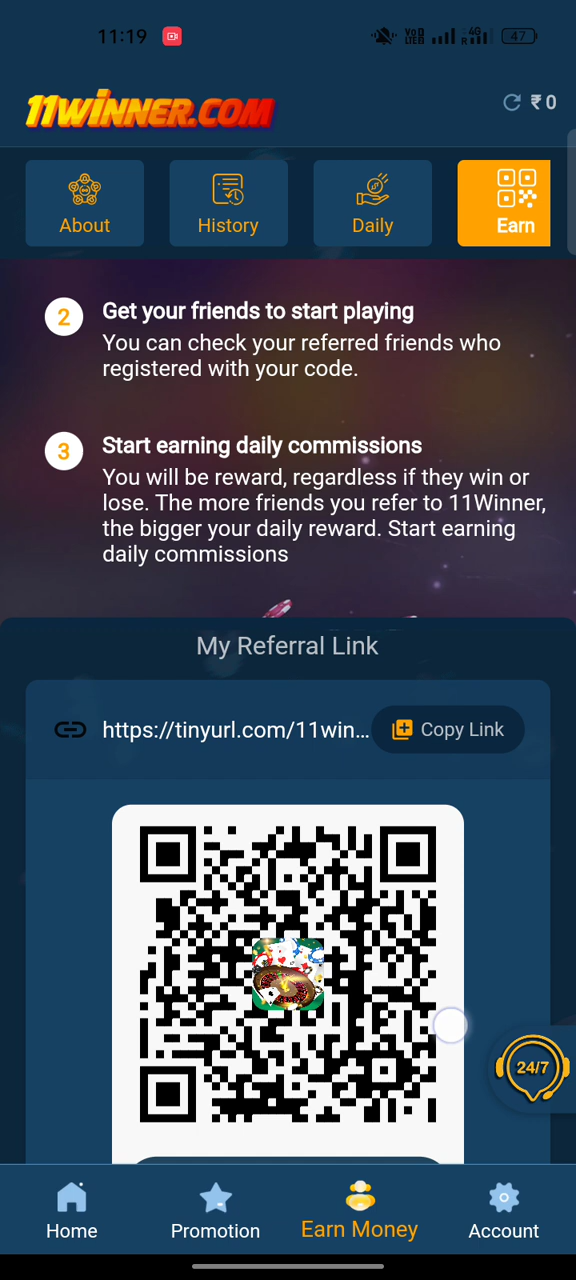 11:19
VoD LTE 4G R 47
11WINNER.COM
₹ 0
About
History
Daily
Earn
2
Get your friends to start playing
You can check your referred friends who
registered with your code.
3
Start earning daily commissions
You will be reward, regardless if they win or
lose. The more friends you refer to 11Winner,
the bigger your daily reward. Start earning
daily commissions
My Referral Link
https://tinyurl.com/11win...
Copy Link
24/7
Home
Promotion
Earn Money
Account